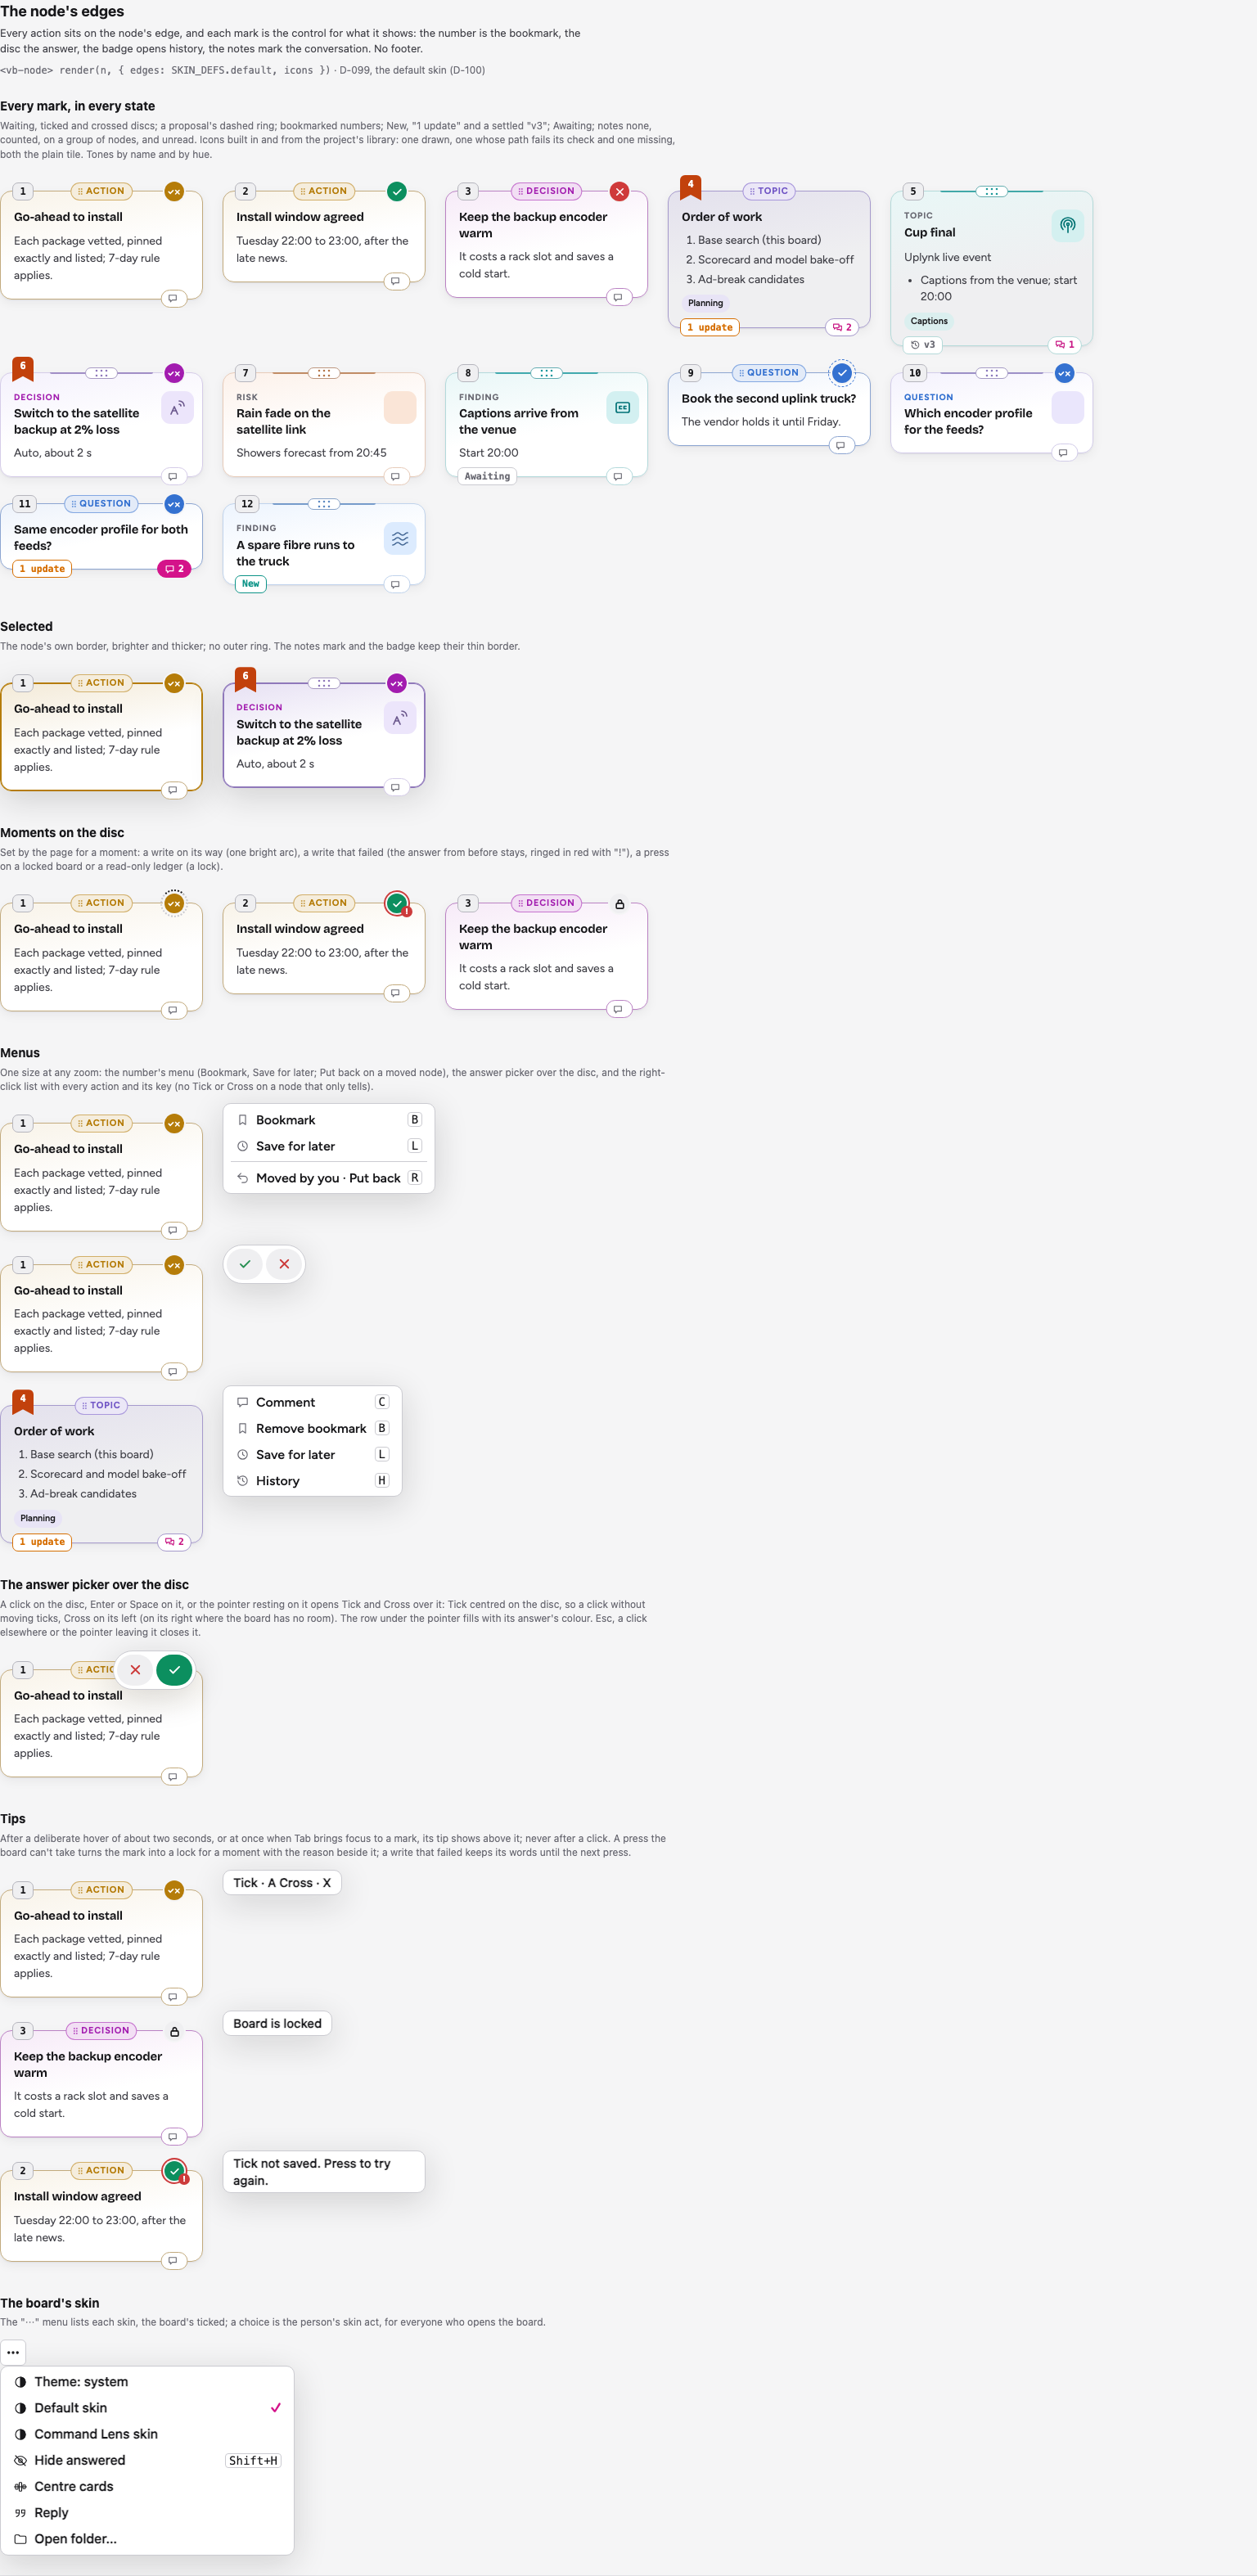 The node's edges
Every action sits on the node's edge, and each mark is the control for what it shows: the number is the bookmark, the
disc the answer, the badge opens history, the notes mark the conversation. No footer.
<vb-node> render(n, { edges: SKIN_DEFS.default, icons }) · D-099, the default skin (D-100)
Every mark, in every state
Waiting, ticked and crossed discs; a proposal's dashed ring; bookmarked numbers; New, "1 update" and a settled "v3"; Awaiting; notes none,
counted, on a group of nodes, and unread. Icons built in and from the project's library: one drawn, one whose path fails its check and one missing,
both the plain tile. Tones by name and by hue.
1
ACTION
Go-ahead to install
Each package vetted, pinned
exactly and listed; 7-day rule
applies.
2
ACTION
Install window agreed
Tuesday 22:00 to 23:00, after the
late news.
3
DECISION
Keep the backup encoder
warm
It costs a rack slot and saves a
cold start.
4
TOPIC
Order of work
1. Base search (this board)
2. Scorecard and model bake-off
3. Ad-break candidates
Planning
1 update
2
5
TOPIC
Cup final
Uplynk live event
• Captions from the venue; start
20:00
Captions
v3
1
6
DECISION
Switch to the satellite
backup at 2% loss
Auto, about 2 s
7
RISK
Rain fade on the
satellite link
Showers forecast from 20:45
8
FINDING
Captions arrive from
the venue
Start 20:00
Awaiting
9
QUESTION
Book the second uplink truck?
The vendor holds it until Friday.
10
QUESTION
Which encoder profile
for the feeds?
11
QUESTION
Same encoder profile for both
feeds?
1 update
2
12
FINDING
A spare fibre runs to
the truck
New
Selected
The node's own border, brighter and thicker; no outer ring. The notes mark and the badge keep their thin border.
1
ACTION
Go-ahead to install
Each package vetted, pinned
exactly and listed; 7-day rule
applies.
6
DECISION
Switch to the satellite
backup at 2% loss
Auto, about 2 s
Moments on the disc
Set by the page for a moment: a write on its way (one bright arc), a write that failed (the answer from before stays, ringed in red with "!"), a press
on a locked board or a read-only ledger (a lock).
1
ACTION
Go-ahead to install
Each package vetted, pinned
exactly and listed; 7-day rule
applies.
2
ACTION
!
Install window agreed
Tuesday 22:00 to 23:00, after the
late news.
3
DECISION
Keep the backup encoder
warm
It costs a rack slot and saves a
cold start.
Menus
One size at any zoom: the number's menu (Bookmark, Save for later; Put back on a moved node), the answer picker over the disc, and the right-
click list with every action and its key (no Tick or Cross on a node that only tells).
1
ACTION
Go-ahead to install
Each package vetted, pinned
exactly and listed; 7-day rule
applies.
Bookmark B
Save for later L
Moved by you · Put back R
1
ACTION
Go-ahead to install
Each package vetted, pinned
exactly and listed; 7-day rule
applies.
4
TOPIC
Order of work
1. Base search (this board)
2. Scorecard and model bake-off
3. Ad-break candidates
Planning
1 update
2
Comment C
Remove bookmark B
Save for later L
History H
The answer picker over the disc
A click on the disc, Enter or Space on it, or the pointer resting on it opens Tick and Cross over it: Tick centred on the disc, so a click without
moving ticks, Cross on its left (on its right where the board has no room). The row under the pointer fills with its answer's colour. Esc, a click
elsewhere or the pointer leaving it closes it.
1
ACTIO
Go-ahead to install
Each package vetted, pinned
exactly and listed; 7-day rule
applies.
Tips
After a deliberate hover of about two seconds, or at once when Tab brings focus to a mark, its tip shows above it; never after a click. A press the
board can't take turns the mark into a lock for a moment with the reason beside it; a write that failed keeps its words until the next press.
1
ACTION
Go-ahead to install
Each package vetted, pinned
exactly and listed; 7-day rule
applies.
Tick · A Cross · X
3
DECISION
Keep the backup encoder
warm
It costs a rack slot and saves a
cold start.
Board is locked
2
ACTION
!
Install window agreed
Tuesday 22:00 to 23:00, after the
late news.
Tick not saved. Press to try
again.
The board's skin
The "···" menu lists each skin, the board's ticked; a choice is the person's skin act, for everyone who opens the board.
···
Theme: system
Default skin
Command Lens skin
Hide answered Shift+H
Centre cards
Reply
Open folder...